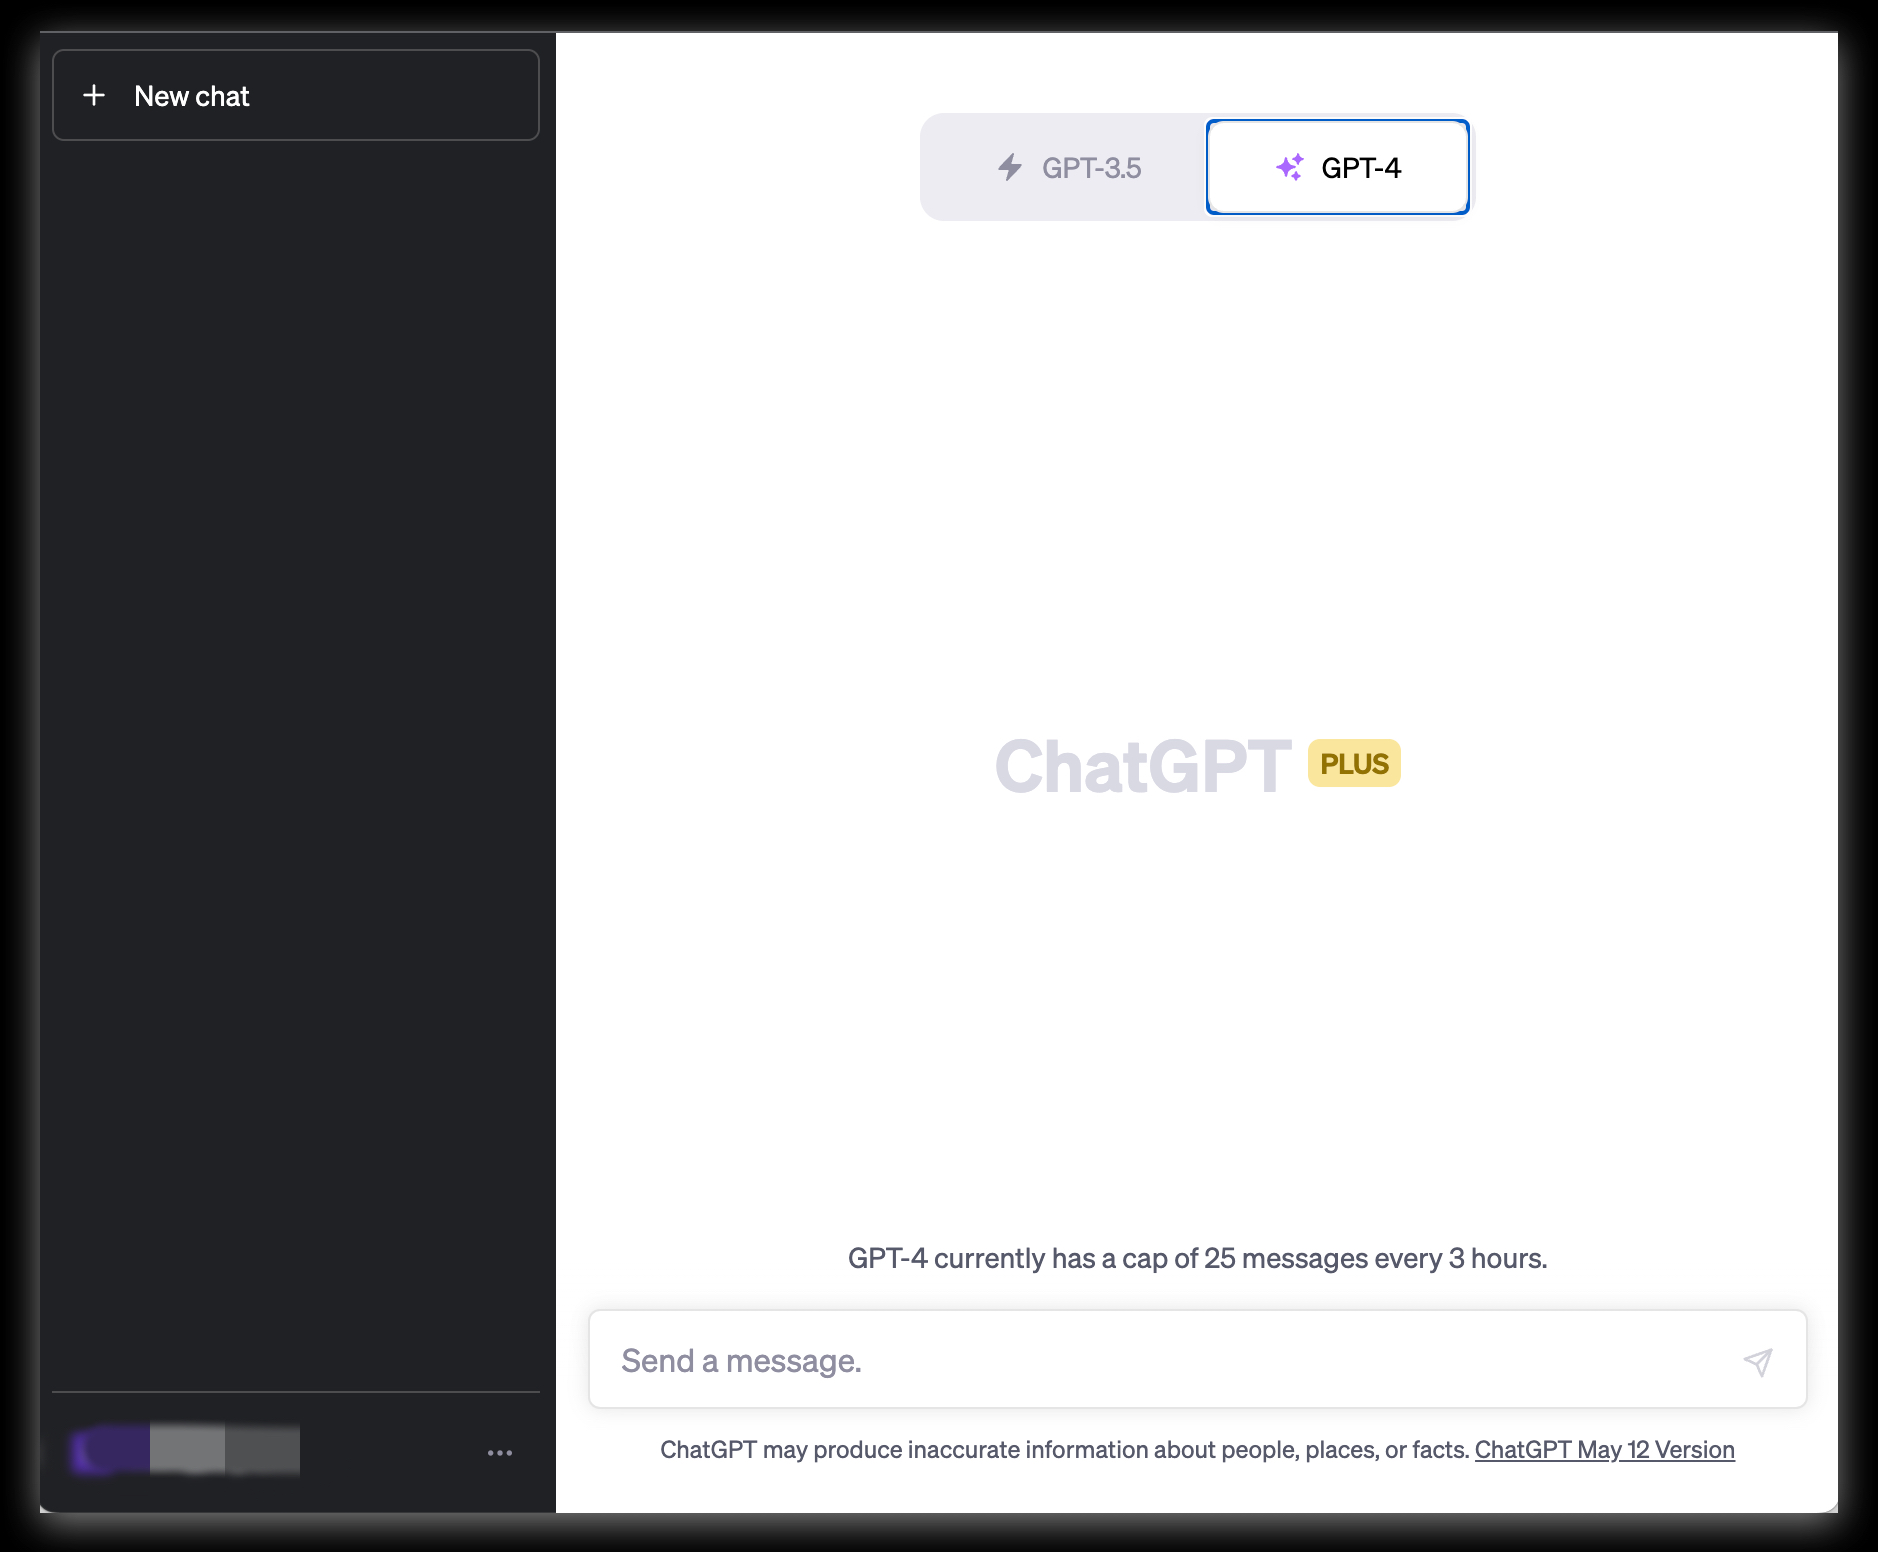 New chat
GPT-3.5
GPT-4
ChatGPT PLUS
GPT-4 currently has a cap of 25 messages every 3 hours.
Send a message.
ChatGPT may produce inaccurate information about people, places, or facts. ChatGPT May 12 Version